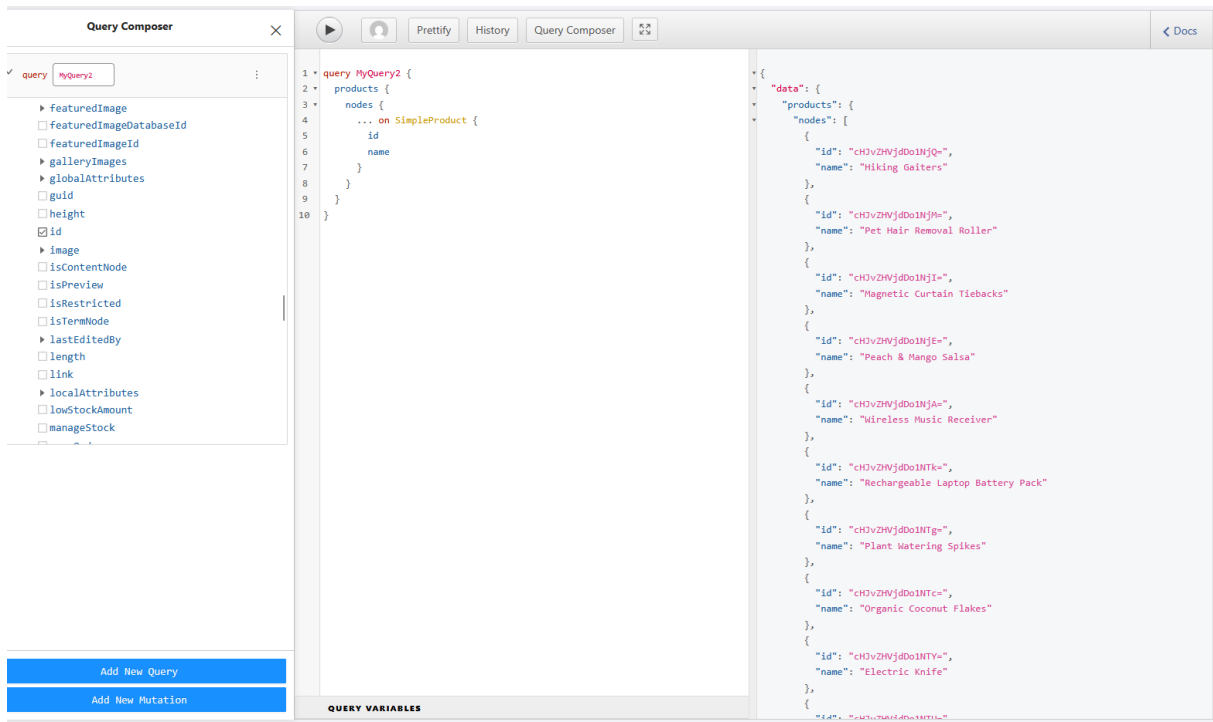 Query Composer
query MyQuery2
featuredImage
featuredImageDatabaseId
featuredImageId
galleryImages
globalAttributes
guid
height
id
image
isContentNode
isPreview
isRestricted
isTermNode
lastEditedBy
length
link
localAttributes
lowStockAmount
manageStock
Add New Query
Add New Mutation
Prettify History Query Composer
Docs
1 query MyQuery2 {
2 products {
3 nodes {
4 ... on SimpleProduct {
5 id
6 name
7 }
8 }
9 }
10 }
QUERY VARIABLES
{
"data": {
"products": {
"nodes": [
{
"id": "cHJvZHVjdDo1NjQ=",
"name": "Hiking Gaiters"
},
{
"id": "cHJvZHVjdDo1NjM=",
"name": "Pet Hair Removal Roller"
},
{
"id": "cHJvZHVjdDo1NjI=",
"name": "Magnetic Curtain Tiebacks"
},
{
"id": "cHJvZHVjdDo1NjE=",
"name": "Peach & Mango Salsa"
},
{
"id": "cHJvZHVjdDo1NjA=",
"name": "Wireless Music Receiver"
},
{
"id": "cHJvZHVjdDo1NTk=",
"name": "Rechargeable Laptop Battery Pack"
},
{
"id": "cHJvZHVjdDo1NTg=",
"name": "Plant Watering Spikes"
},
{
"id": "cHJvZHVjdDo1NTc=",
"name": "Organic Coconut Flakes"
},
{
"id": "cHJvZHVjdDo1NTY=",
"name": "Electric Knife"
},
{